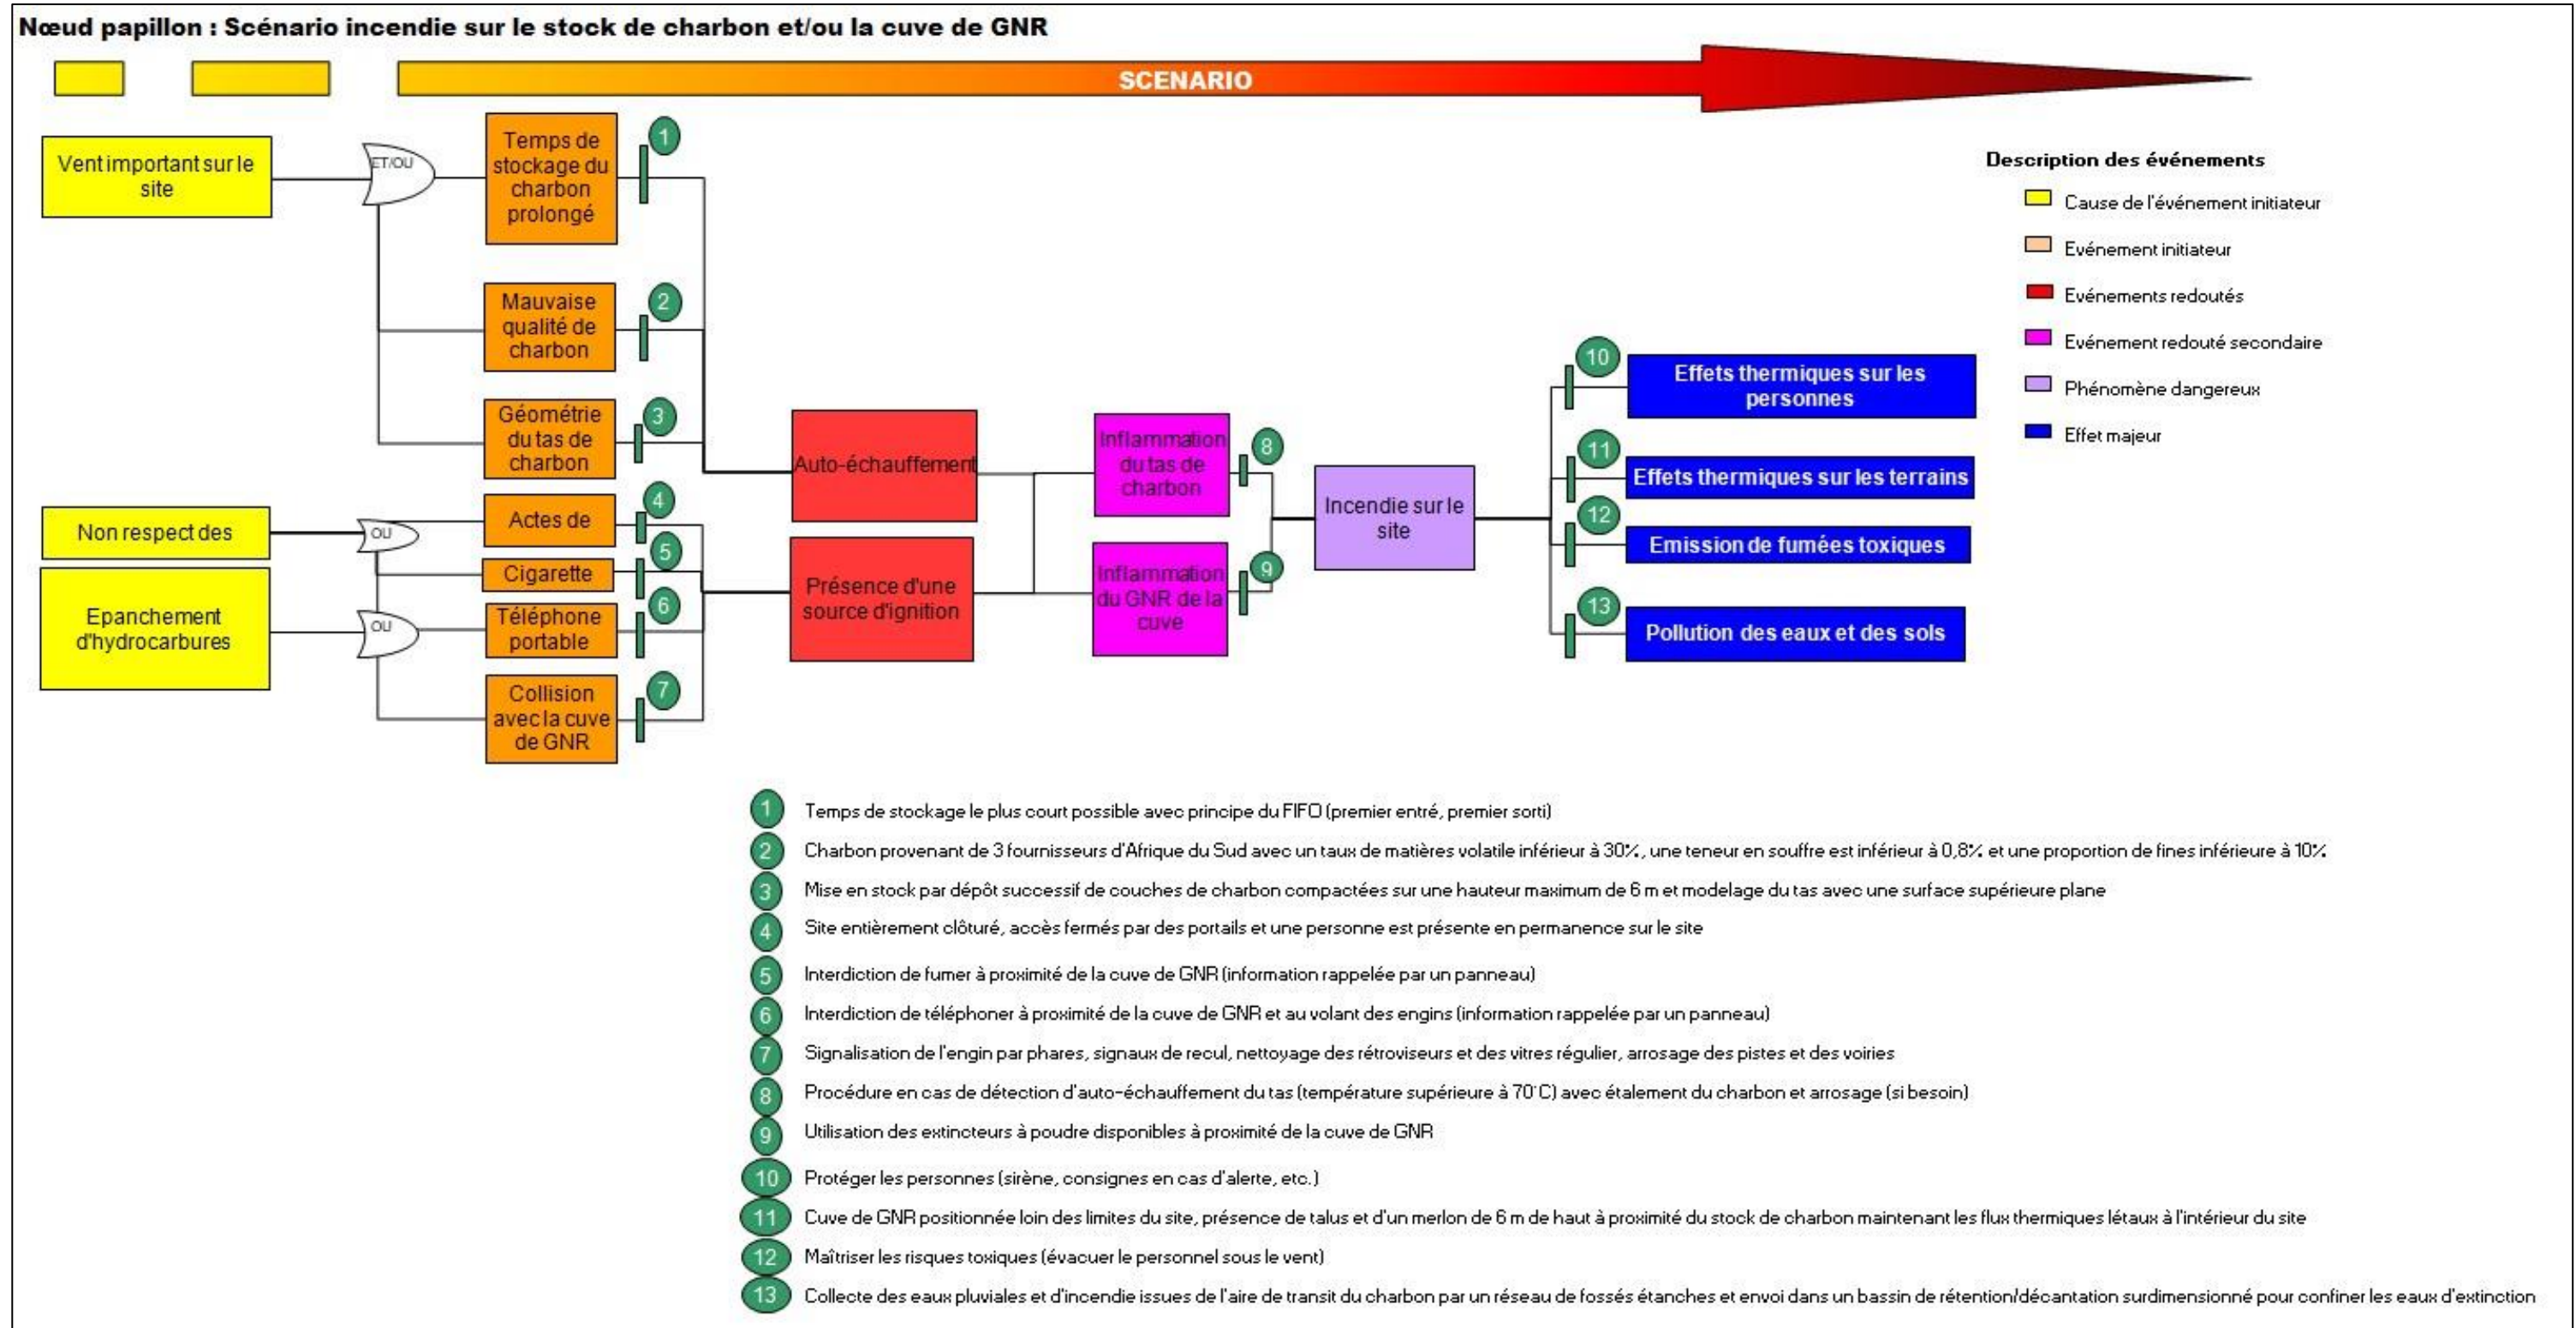 Nœud papillon : Scénario incendie sur le stock de charbon et/ou la cuve de GNR
SCENARIO
Vent important sur le
site
ET/OU
Temps de
stockage du
charbon
prolongé
1
Mauvaise
qualité de
charbon
2
Géométrie
du tas de
charbon
3
Non respect des
OU
Actes de
4
Cigarette
5
Epanchement
d'hydrocarbures
OU
Téléphone
portable
6
Collision
avec la cuve
de GNR
7
Auto-échauffement
Présence d'une
source d'ignition
Inflammation
du tas de
charbon
8
Inflammation
du GNR de la
cuve
9
Incendie sur le
site
10
Effets thermiques sur les
personnes
11
Effets thermiques sur les terrains
12
Emission de fumées toxiques
13
Pollution des eaux et des sols
Description des événements
Cause de l'événement initiateur
Evénement initiateur
Evénements redoutés
Evénement redouté secondaire
Phénomène dangereux
Effet majeur
1 Temps de stockage le plus court possible avec principe du FIFO (premier entré, premier sorti)
2 Charbon provenant de 3 fournisseurs d'Afrique du Sud avec un taux de matières volatile inférieur à 30%, une teneur en souffre est inférieur à 0,8% et une proportion de fines inférieure à 10%
3 Mise en stock par dépôt successif de couches de charbon compactées sur une hauteur maximum de 6 m et modelage du tas avec une surface supérieure plane
4 Site entièrement clôturé, accès fermés par des portails et une personne est présente en permanence sur le site
5 Interdiction de fumer à proximité de la cuve de GNR (information rappelée par un panneau)
6 Interdiction de téléphoner à proximité de la cuve de GNR et au volant des engins (information rappelée par un panneau)
7 Signalisation de l'engin par phares, signaux de recul, nettoyage des rétroviseurs et des vitres régulier, arrosage des pistes et des voiries
8 Procédure en cas de détection d'auto-échauffement du tas (température supérieure à 70°C) avec étalement du charbon et arrosage (si besoin)
9 Utilisation des extincteurs à poudre disponibles à proximité de la cuve de GNR
10 Protéger les personnes (sirène, consignes en cas d'alerte, etc.)
11 Cuve de GNR positionnée loin des limites du site, présence de talus et d'un merlon de 6 m de haut à proximité du stock de charbon maintenant les flux thermiques létaux à l'intérieur du site
12 Maîtriser les risques toxiques (évacuer le personnel sous le vent)
13 Collecte des eaux pluviales et d'incendie issues de l'aire de transit du charbon par un réseau de fossés étanches et envoi dans un bassin de rétention/décantation surdimensionné pour confiner les eaux d'extinction